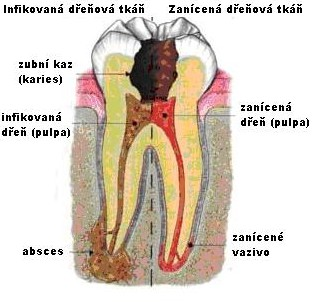 Infikovaná dřeňová tkáň
Zanícená dřeňová tkáň
zubní kaz
(karies)
infikovaná
dřeň (pulpa)
zanícená
dřeň (pulpa)
absces
zanícené
vazivo